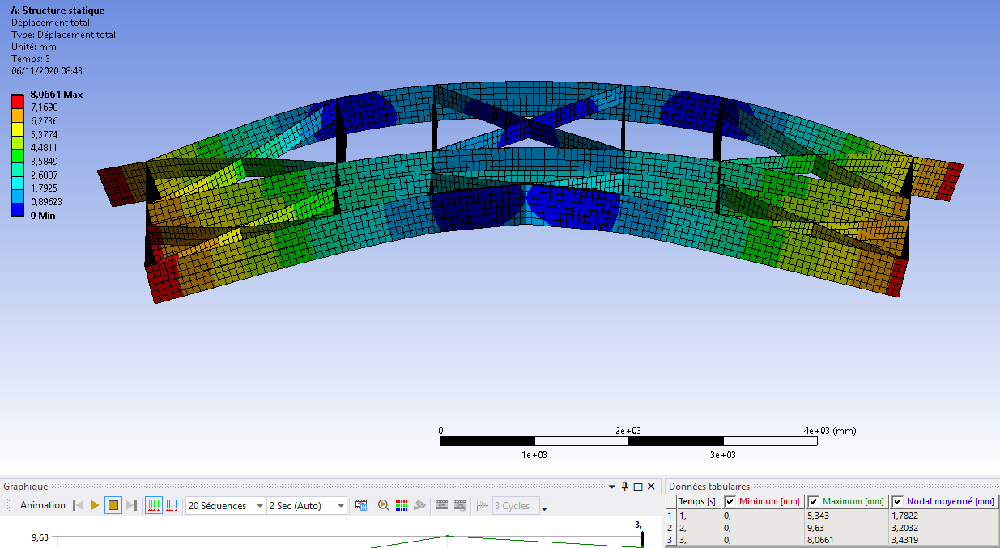 A: Structure statique
Déplacement total
Type: Déplacement total
Unité: mm
Temps: 3
06/11/2020 08:43
8,0661 Max
7,1698
6,2736
5,3774
4,4811
3,5849
2,6887
1,7925
0,89623
0 Min
0 2e+03 4e+03 (mm)
1e+03 3e+03
Graphique
Animation 20 Séquences 2 Sec (Auto) 3 Cycles
3,
9,63
Données tabulaires
Temps [s] Minimum [mm] Maximum [mm] Nodal moyenné [mm]
1 1, 0, 5,343 1,7822
2 2, 0, 9,63 3,2032
3 3, 0, 8,0661 3,4319